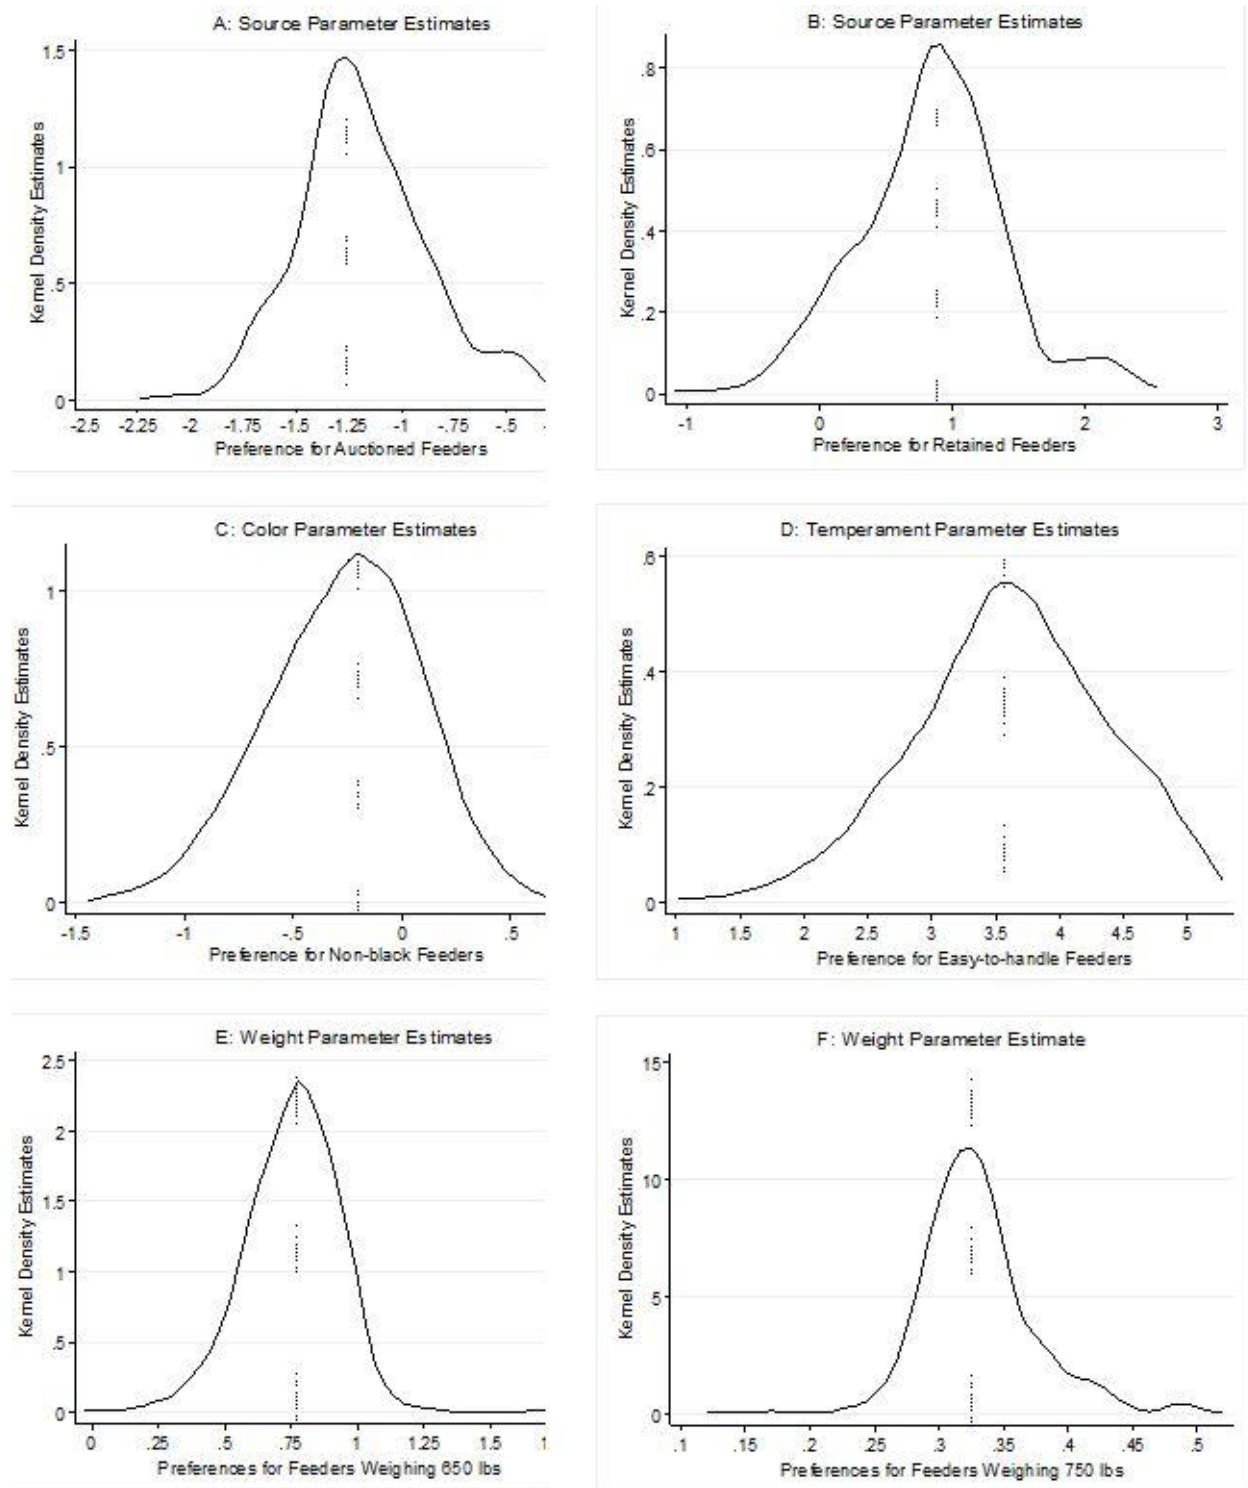 A: Source Parameter Estimates
Kernel Density Estimates
1.5
1
.5
0
-2.5 -2.25 -2 -1.75 -1.5 -1.25 -1 -.75 -.5
Preference for Auctioned Feeders
B: Source Parameter Estimates
Kernel Density Estimates
.8
.6
.4
.2
0
-1 0 1 2 3
Preference for Retained Feeders
C: Color Parameter Estimates
Kernel Density Estimates
1
.5
0
-1.5 -1 -.5 0 .5
Preference for Non-black Feeders
D: Temperament Parameter Estimates
Kernel Density Estimates
.6
.4
.2
0
1 1.5 2 2.5 3 3.5 4 4.5 5
Preference for Easy-to-handle Feeders
E: Weight Parameter Estimates
Kernel Density Estimates
2.5
2
1.5
1
.5
0
0 .25 .5 .75 1 1.25 1.5 1.
Preferences for Feeders Weighing 650 lbs
F: Weight Parameter Estimate
Kernel Density Estimates
15
10
5
0
.1 .15 .2 .25 .3 .35 .4 .45 .5
Preferences for Feeders Weighing 750 lbs